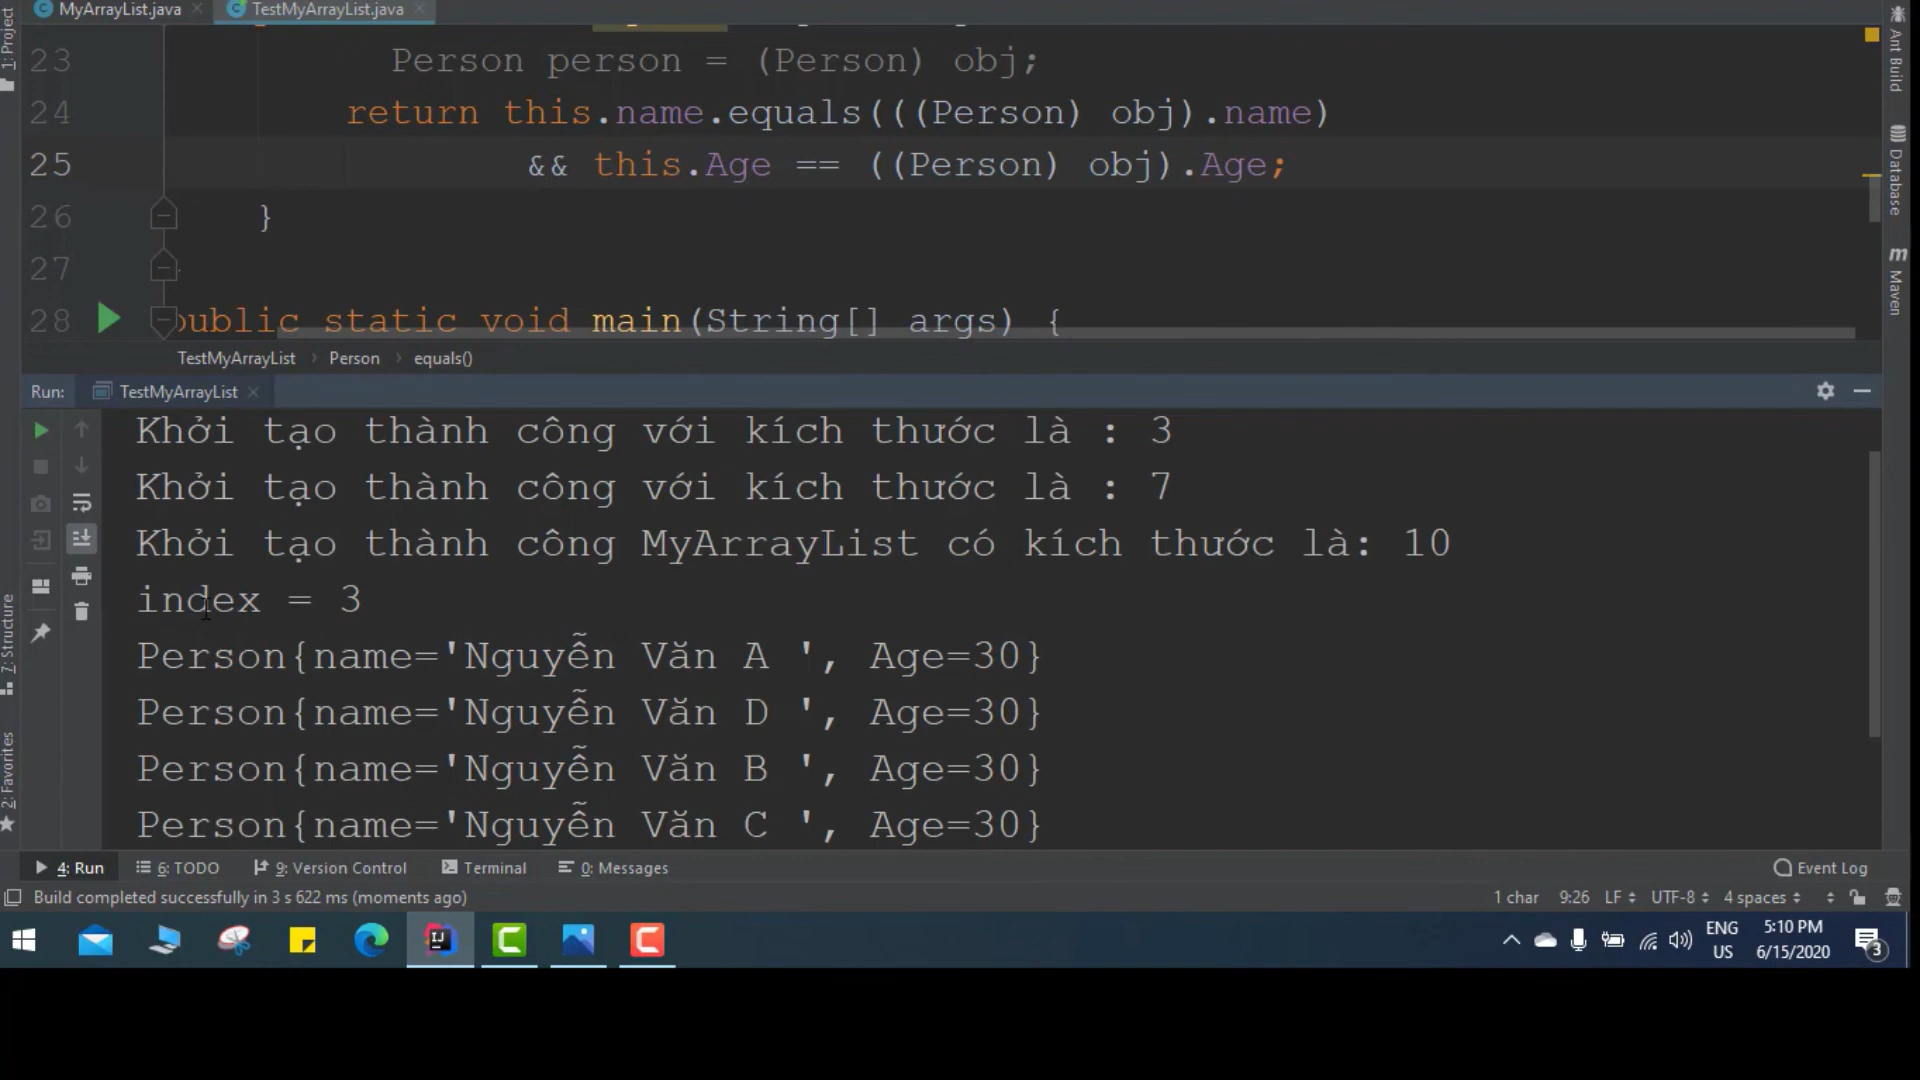 MyArrayList.java
TestMyArrayList.java
1: Project
23 Person person = (Person) obj;
24 return this.name.equals(((Person) obj).name)
25 && this.Age == ((Person) obj).Age;
26 }
27
28 public static void main(String[] args) {
TestMyArrayList > Person > equals()
Ant Build
Database
Maven
Run: TestMyArrayList
Khởi tạo thành công với kích thước là : 3
Khởi tạo thành công với kích thước là : 7
Khởi tạo thành công MyArrayList có kích thước là: 10
index = 3
Person{name='Nguyễn Văn A ', Age=30}
Person{name='Nguyễn Văn D ', Age=30}
Person{name='Nguyễn Văn B ', Age=30}
Person{name='Nguyễn Văn C ', Age=30}
7: Structure
2: Favorites
4: Run 6: TODO 9: Version Control Terminal 0: Messages Event Log
Build completed successfully in 3 s 622 ms (moments ago) 1 char 9:26 LF UTF-8 4 spaces
ENG 5:10 PM
US 6/15/2020 3